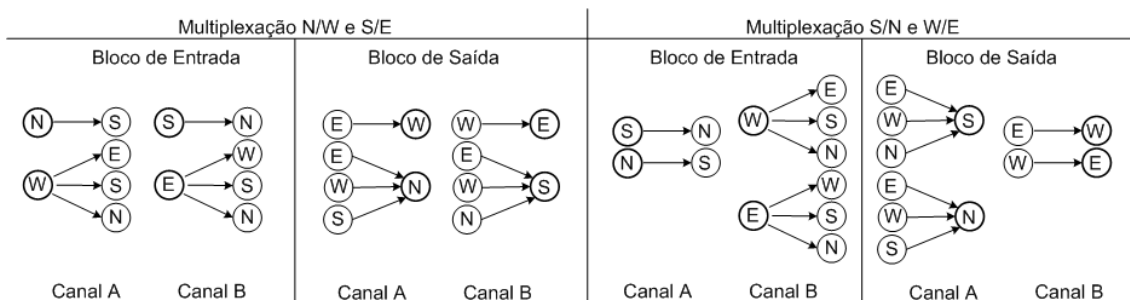 Multiplexação N/W e S/E
Bloco de Entrada
N S
W E S N
Canal A
S N
E W S N
Canal B
Bloco de Saída
E W
E W S N
Canal A
W E
E W N S
Canal B
Multiplexação S/N e W/E
Bloco de Entrada
S N
N S
Canal A
W E S N
E W S N
Canal B
Bloco de Saída
E W N S
E W S N
Canal A
E W
W E
Canal B